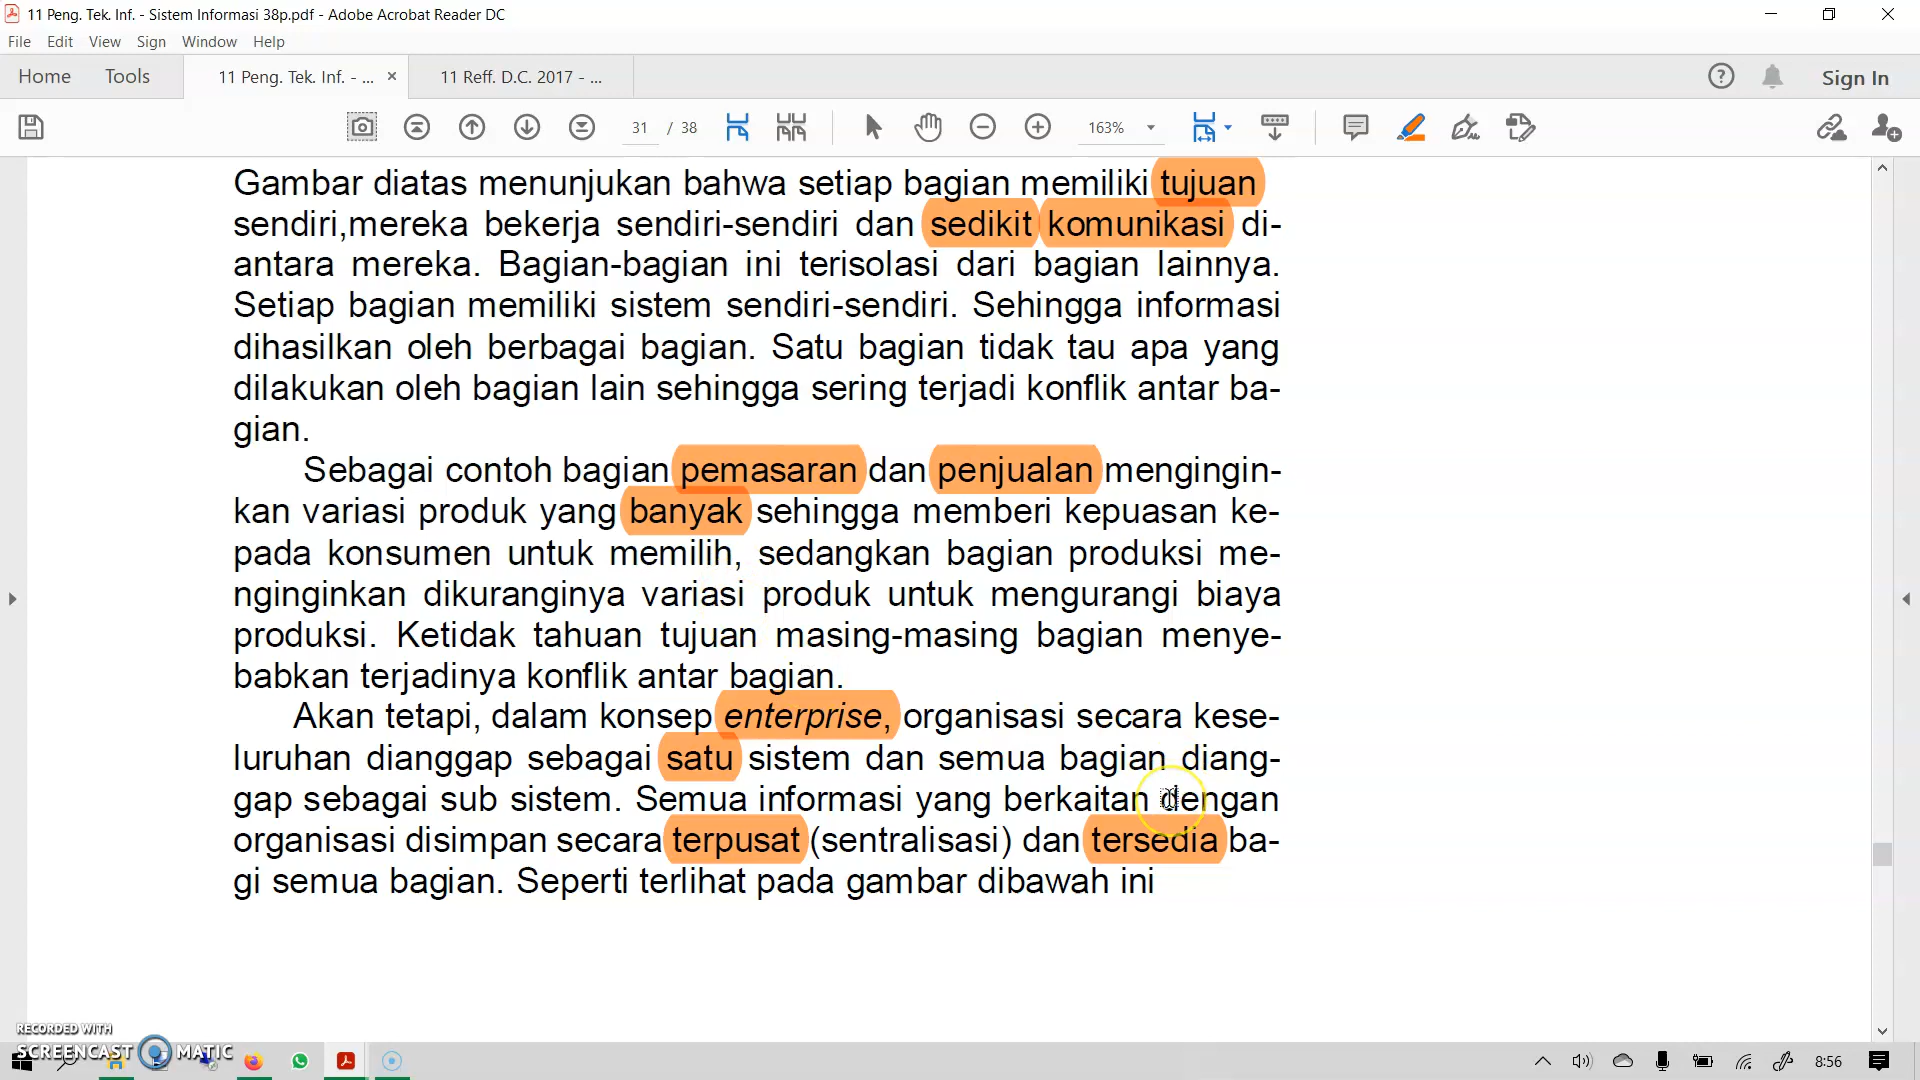 11 Peng. Tek. Inf. - Sistem Informasi 38p.pdf - Adobe Acrobat Reader DC
File Edit View Sign Window Help
Home Tools 11 Peng. Tek. Inf. - ... 11 Reff. D.C. 2017 - ... Sign In
31 / 38 163%
Gambar diatas menunjukan bahwa setiap bagian memiliki tujuan
sendiri,mereka bekerja sendiri-sendiri dan sedikit komunikasi di-
antara mereka. Bagian-bagian ini terisolasi dari bagian lainnya.
Setiap bagian memiliki sistem sendiri-sendiri. Sehingga informasi
dihasilkan oleh berbagai bagian. Satu bagian tidak tau apa yang
dilakukan oleh bagian lain sehingga sering terjadi konflik antar ba-
gian.
Sebagai contoh bagian pemasaran dan penjualan mengingin-
kan variasi produk yang banyak sehingga memberi kepuasan ke-
pada konsumen untuk memilih, sedangkan bagian produksi me-
nginginkan dikuranginya variasi produk untuk mengurangi biaya
produksi. Ketidak tahuan tujuan masing-masing bagian menye-
babkan terjadinya konflik antar bagian.
Akan tetapi, dalam konsep enterprise, organisasi secara kese-
luruhan dianggap sebagai satu sistem dan semua bagian diang-
gap sebagai sub sistem. Semua informasi yang berkaitan dengan
organisasi disimpan secara terpusat (sentralisasi) dan tersedia ba-
gi semua bagian. Seperti terlihat pada gambar dibawah ini
RECORDED WITH
SCREENCAST MATIC
8:56